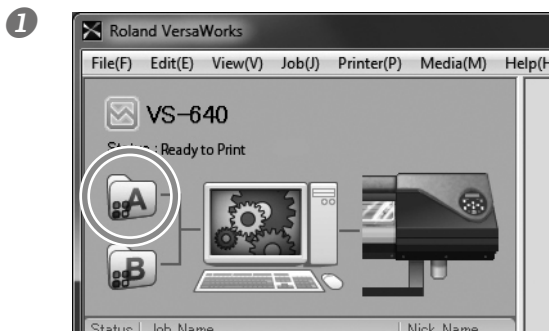 1
Roland VersaWorks
File(F) Edit(E) View(V) Job(J) Printer(P) Media(M) Help(H
VS-640
Status : Ready to Print
A
B
Status Job Name Nick Name